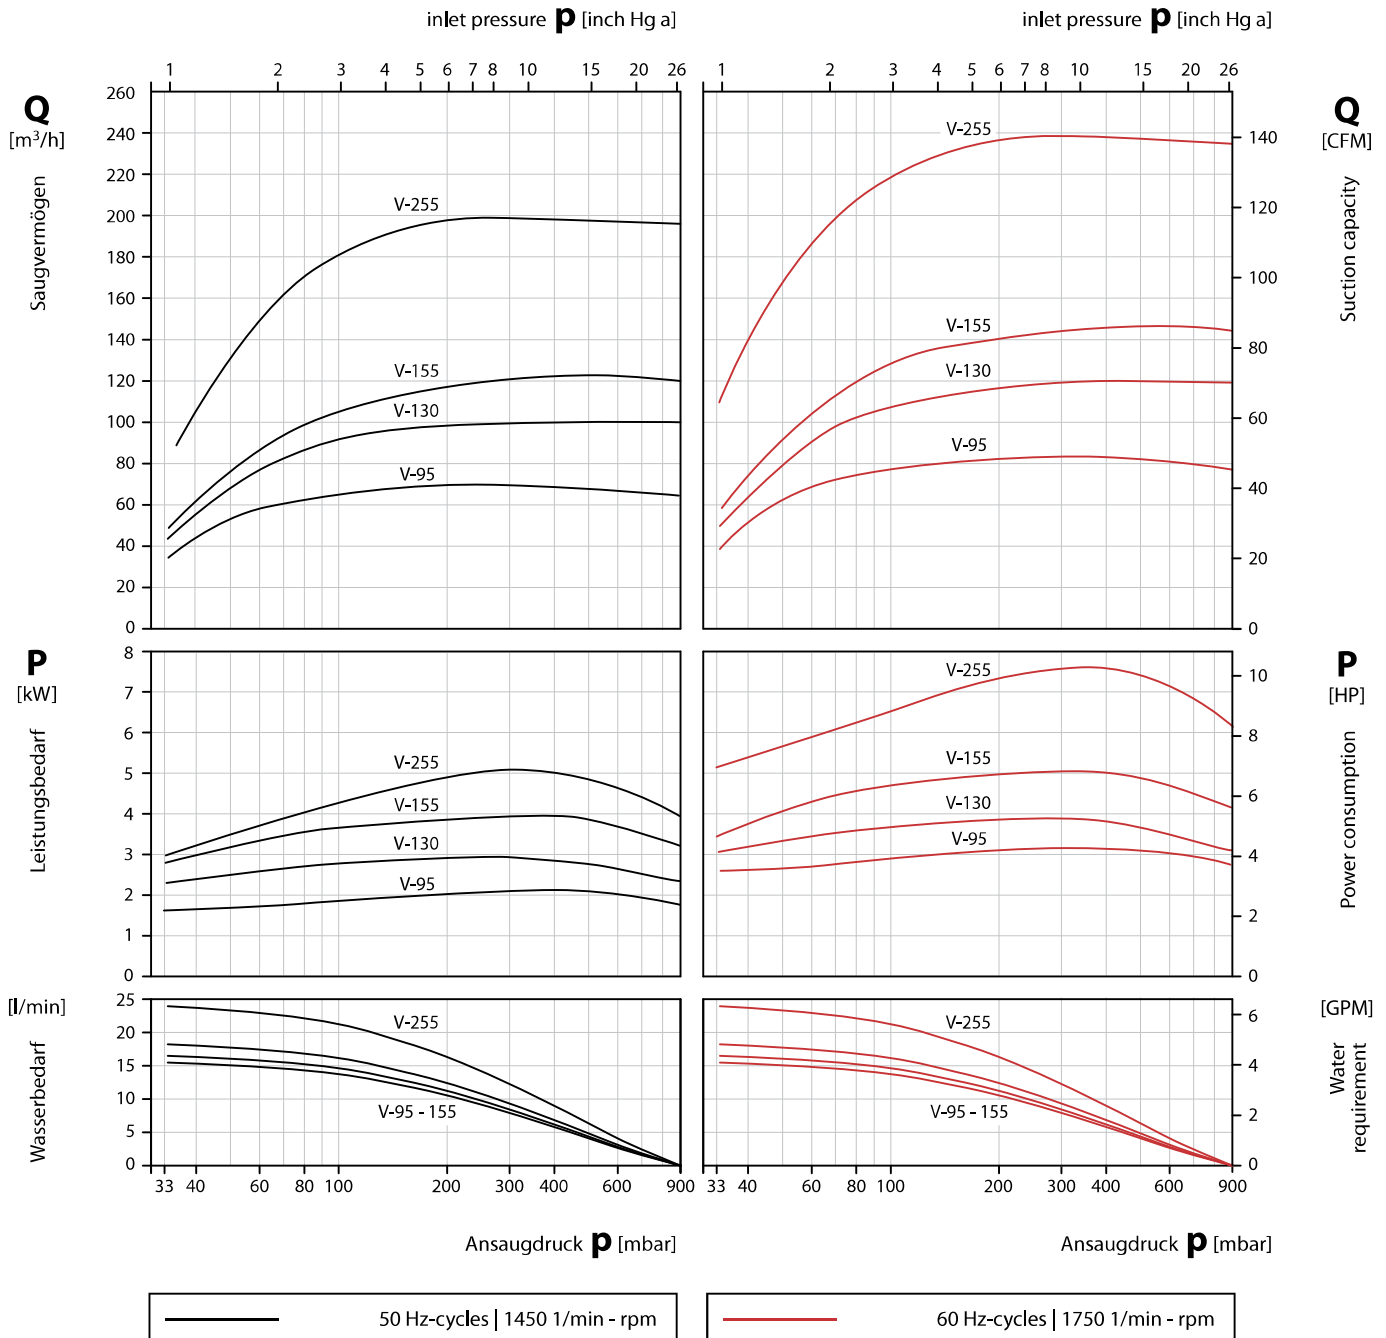 inlet pressure p [inch Hg a]
inlet pressure p [inch Hg a]
1 2 3 4 5 6 7 8 10 15 20 26
1 2 3 4 5 6 7 8 10 15 20 26
Q
[m³/h]
Saugvermögen
260
240
220
200
180
160
140
120
100
80
60
40
20
0
V-255
V-155
V-130
V-95
V-255
V-155
V-130
V-95
140
120
100
80
60
40
20
0
Q
[CFM]
Suction capacity
P
[kW]
Leistungsbedarf
8
7
6
5
4
3
2
1
0
V-255
V-155
V-130
V-95
V-255
V-155
V-130
V-95
10
8
6
4
2
0
P
[HP]
Power consumption
[l/min]
Wasserbedarf
25
20
15
10
5
0
V-255
V-95 - 155
V-255
V-95 - 155
6
4
2
0
[GPM]
Water
requirement
33 40 60 80 100 200 300 400 600 900
33 40 60 80 100 200 300 400 600 900
Ansaugdruck p [mbar]
Ansaugdruck p [mbar]
50 Hz-cycles | 1450 1/min - rpm
60 Hz-cycles | 1750 1/min - rpm